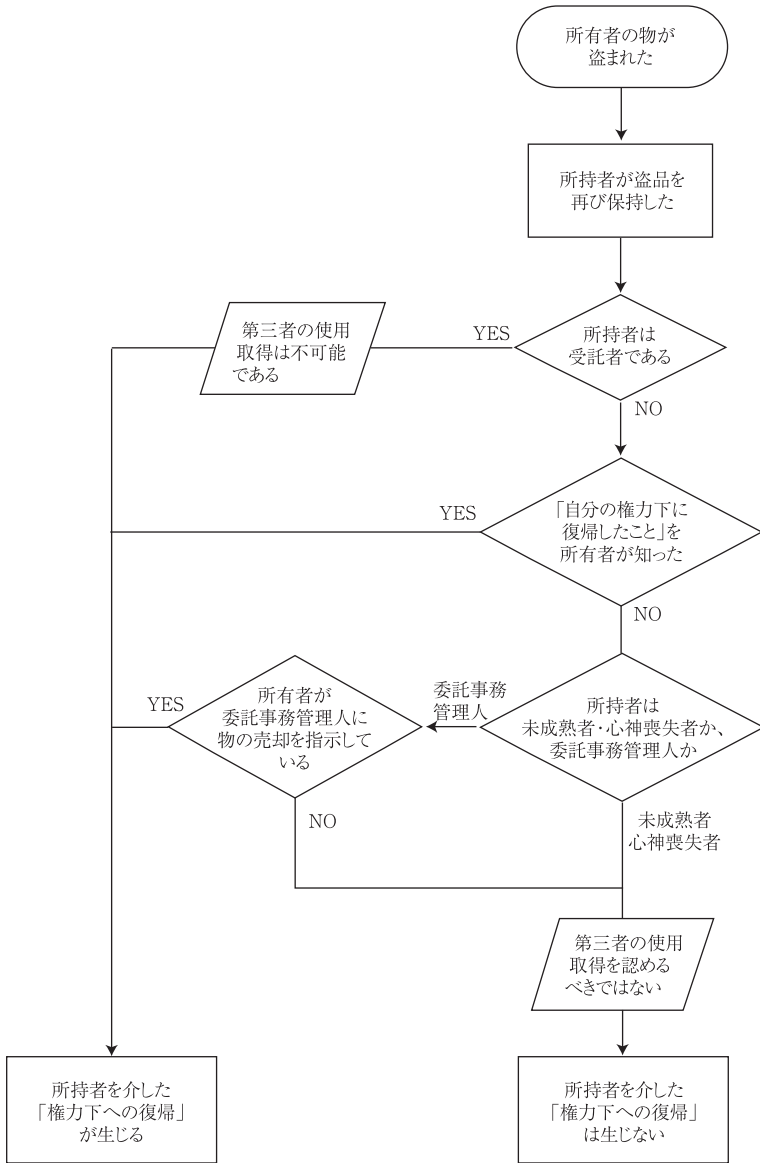 所有者の物が
盗まれた
所持者が盗品を
再び保持した
所持者は
受託者である
YES
第三者の使用
取得は不可能
である
NO
「自分の権力下に
復帰したこと」を
所有者が知った
YES
NO
所持者は
未成熟者・心神喪失者か、
委託事務管理人か
委託事務
管理人
所有者が
委託事務管理人に
物の売却を指示して
いる
YES
NO
未成熟者
心神喪失者
第三者の使用
取得を認める
べきではない
所持者を介した
「権力下への復帰」
が生じる
所持者を介した
「権力下への復帰」
は生じない